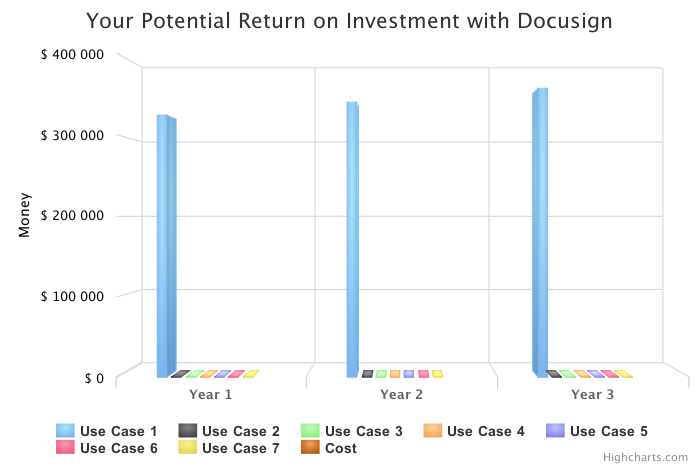 Your Potential Return on Investment with Docusign
$ 400 000
$ 300 000
$ 200 000
$ 100 000
$ 0
Money
Year 1 Year 2 Year 3
Use Case 1 Use Case 2 Use Case 3 Use Case 4 Use Case 5
Use Case 6 Use Case 7 Cost
Highcharts.com